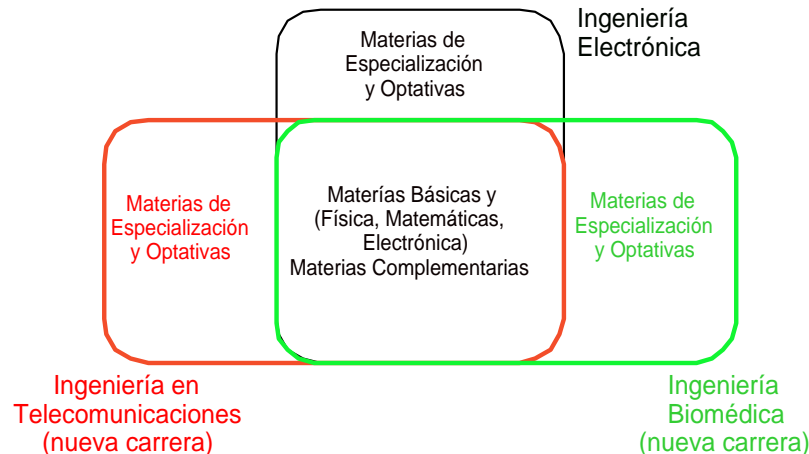 Ingeniería
Electrónica
Materias de
Especialización
y Optativas
Materias de
Especialización
y Optativas
Materías Básicas y
(Física, Matemáticas,
Electrónica)
Materias Complementarias
Materias de
Especialización
y Optativas
Ingeniería en
Telecomunicaciones
(nueva carrera)
Ingeniería
Biomédica
(nueva carrera)